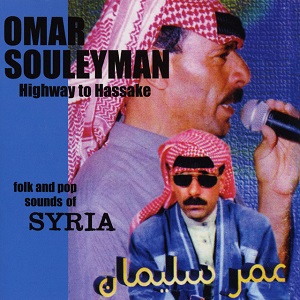 OMAR
SOULEYMAN
Highway to Hassake
folk and pop
sounds of
SYRIA
عمر سليمان